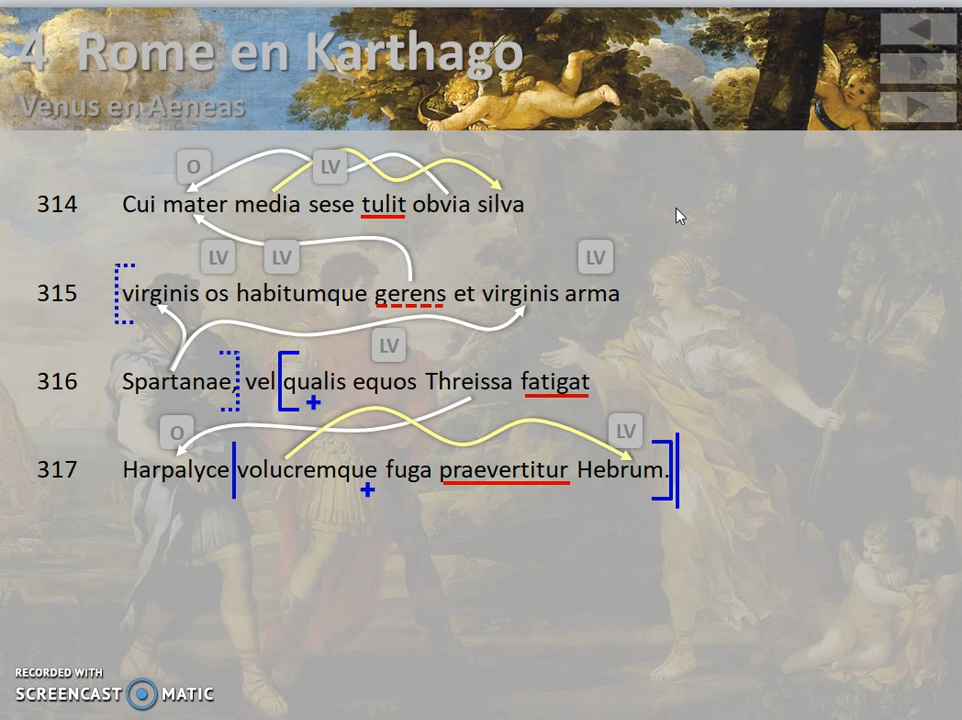 4 Rome en Karthago
Venus en Aeneas
O LV
314 Cui mater media sese tulit obvia silva
LV LV LV
315 virginis os habitumque gerens et virginis arma
LV
316 Spartanae, vel qualis equos Threissa fatigat
+
O LV
317 Harpalyce volucremque fuga praevertitur Hebrum.
+
RECORDED WITH
SCREENCAST MATIC